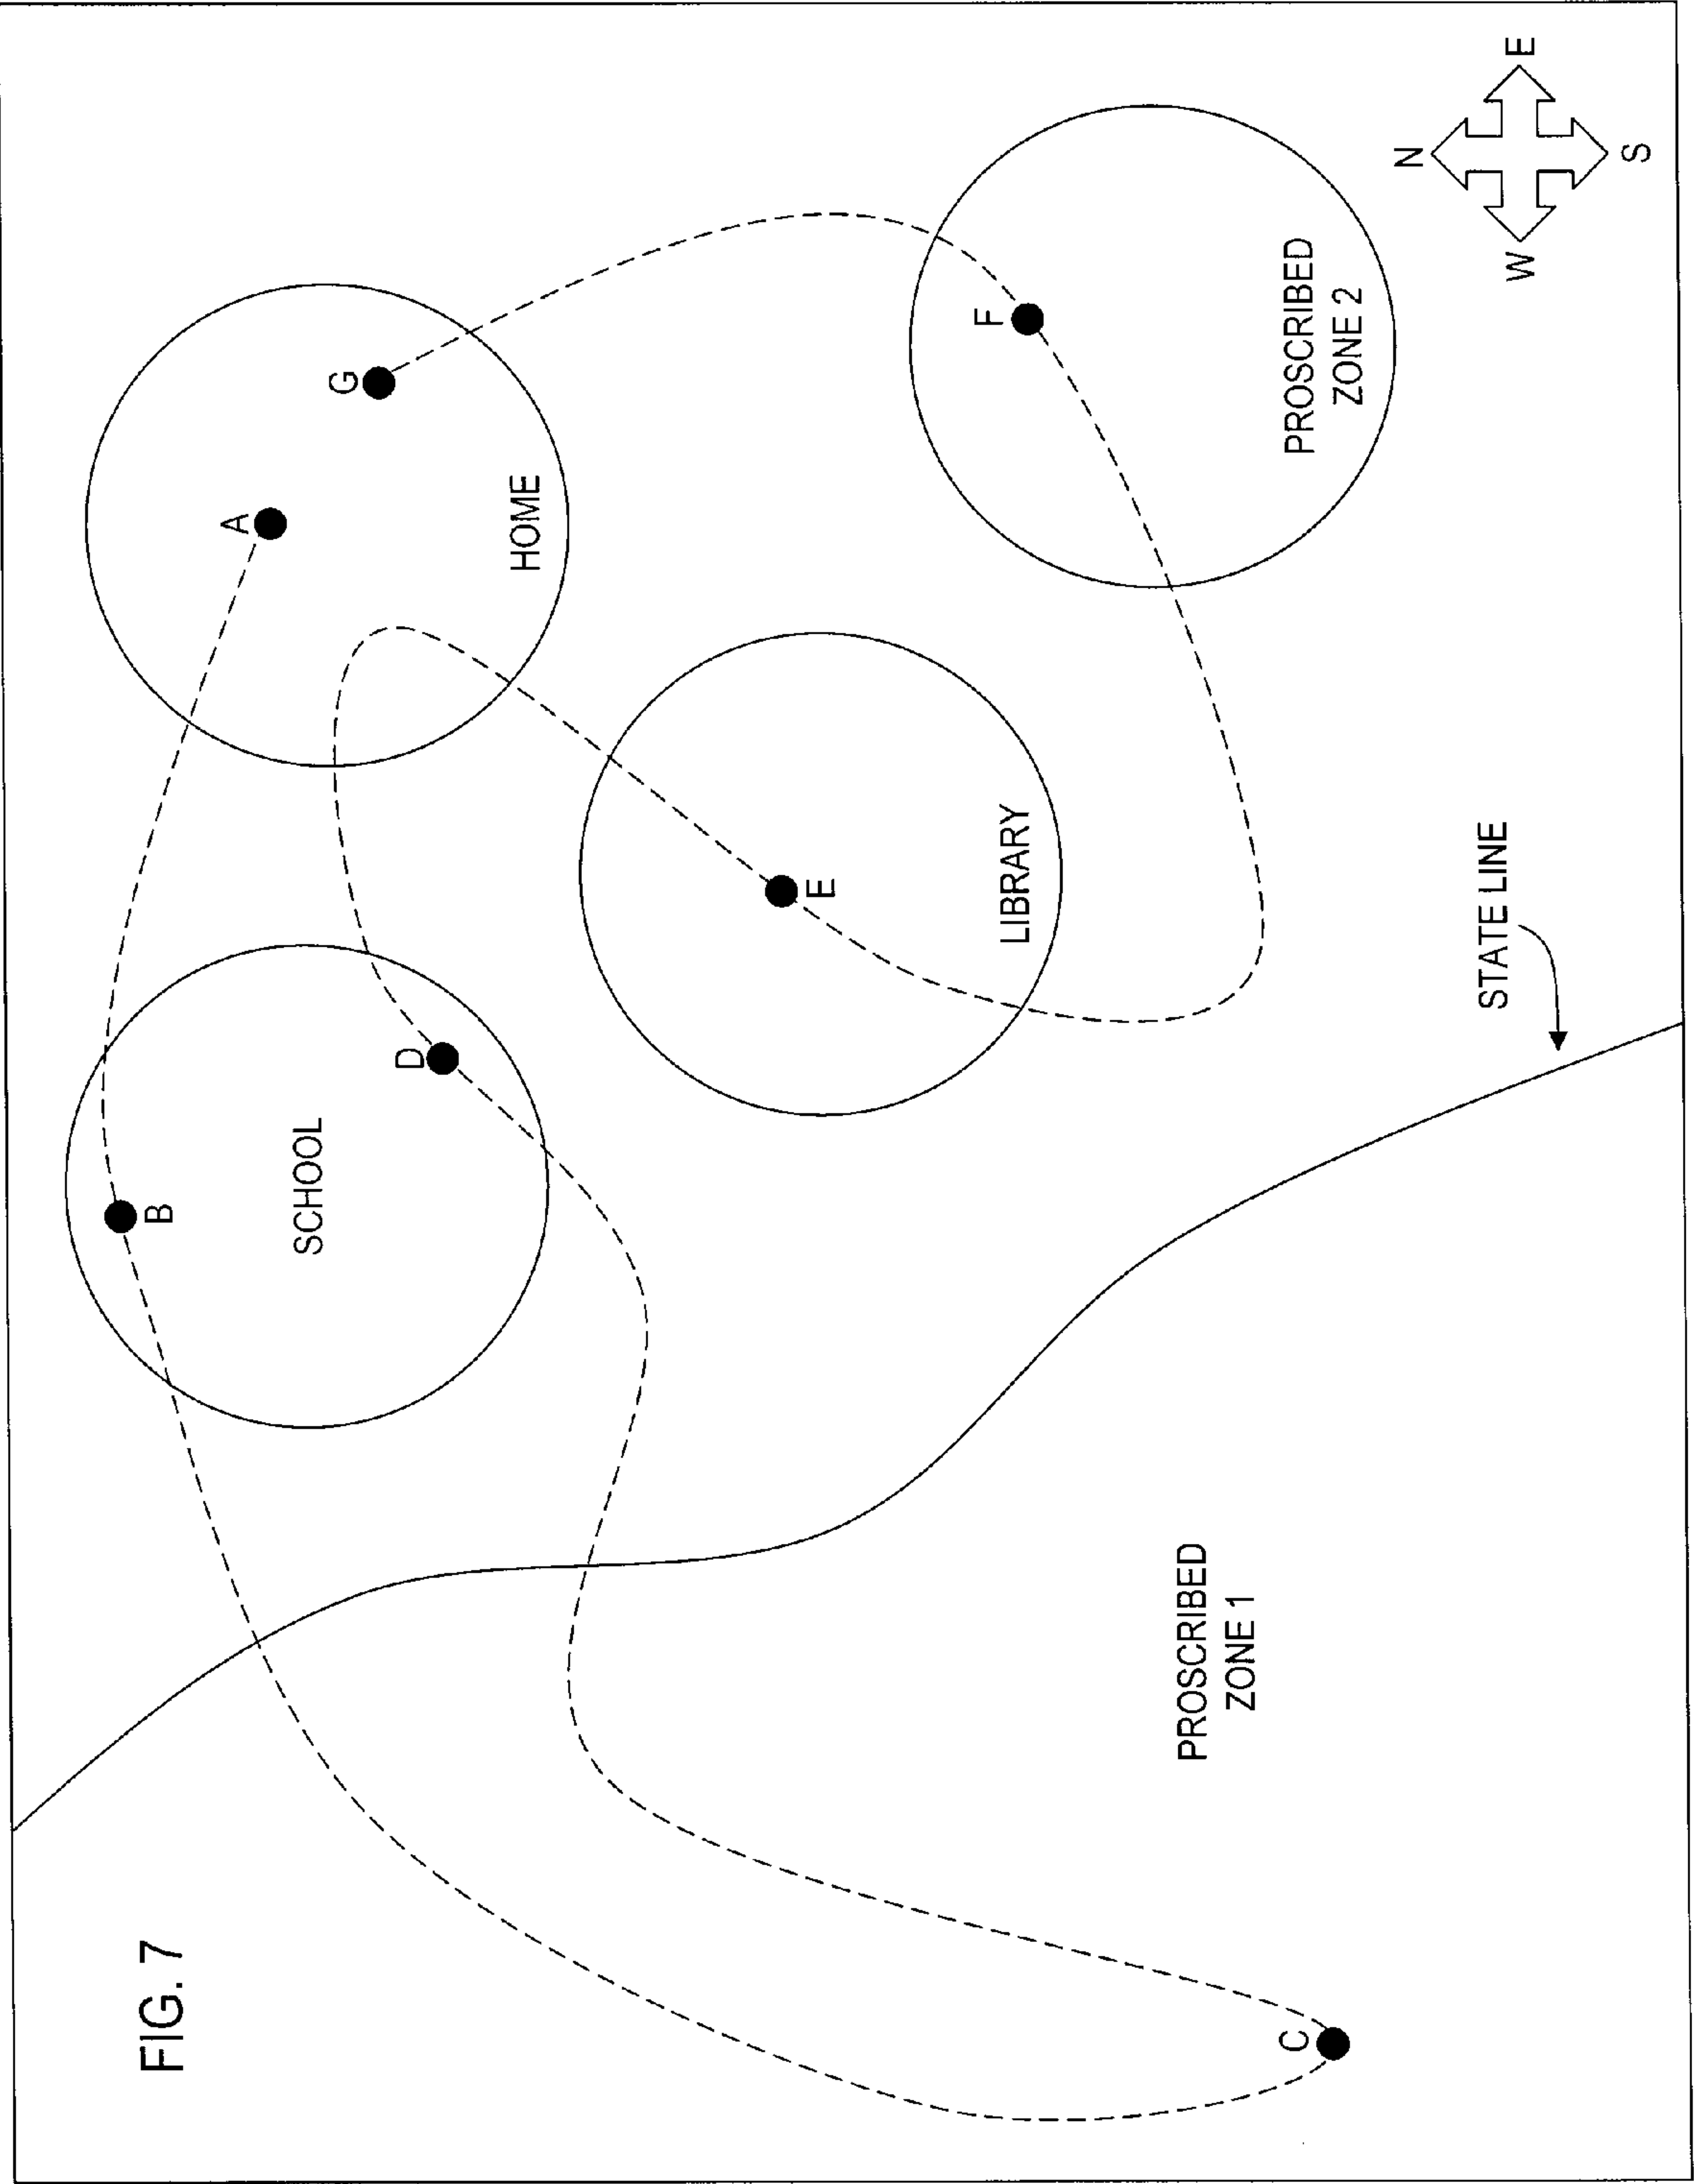 FIG. 7
B
SCHOOL
A
G
HOME
D
E
LIBRARY
F
PROSCRIBED
ZONE 2
C
PROSCRIBED
ZONE 1
STATE LINE
N
W
E
S